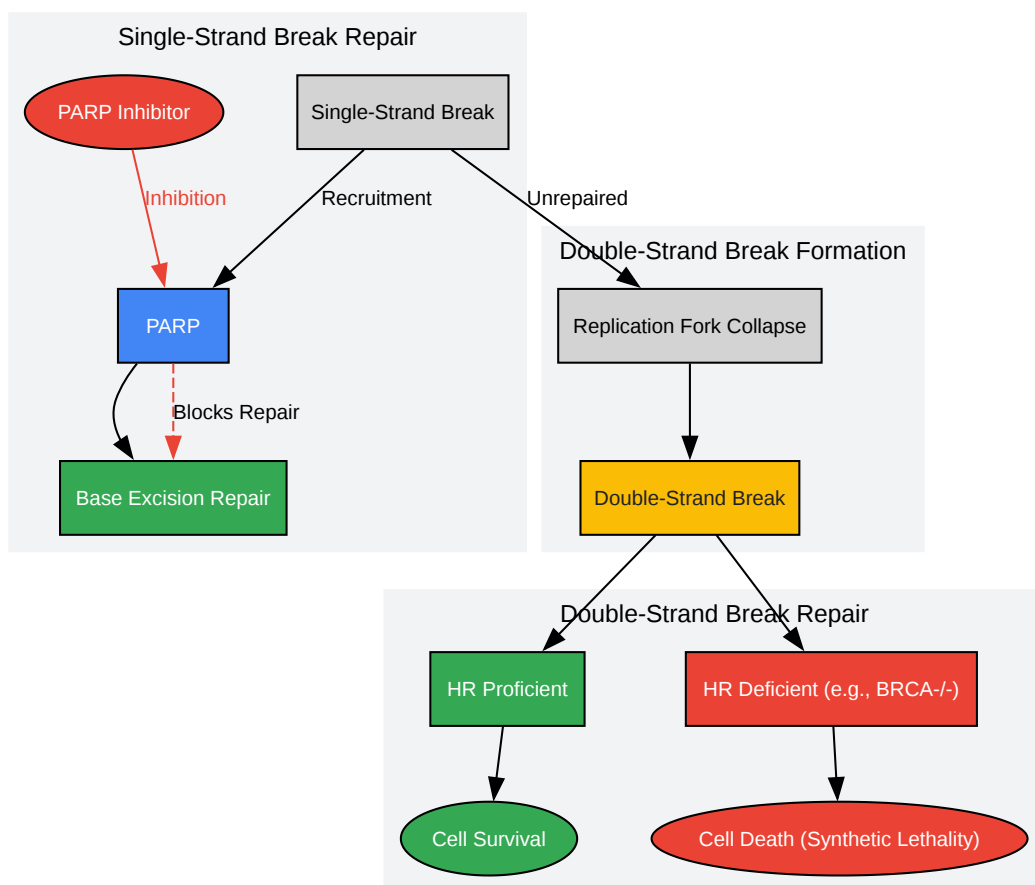 Single-Strand Break Repair
PARP Inhibitor
Single-Strand Break
Inhibition
Recruitment
Unrepaired
Double-Strand Break Formation
PARP
Replication Fork Collapse
Blocks Repair
Base Excision Repair
Double-Strand Break
Double-Strand Break Repair
HR Proficient
HR Deficient (e.g., BRCA-/-)
Cell Survival
Cell Death (Synthetic Lethality)